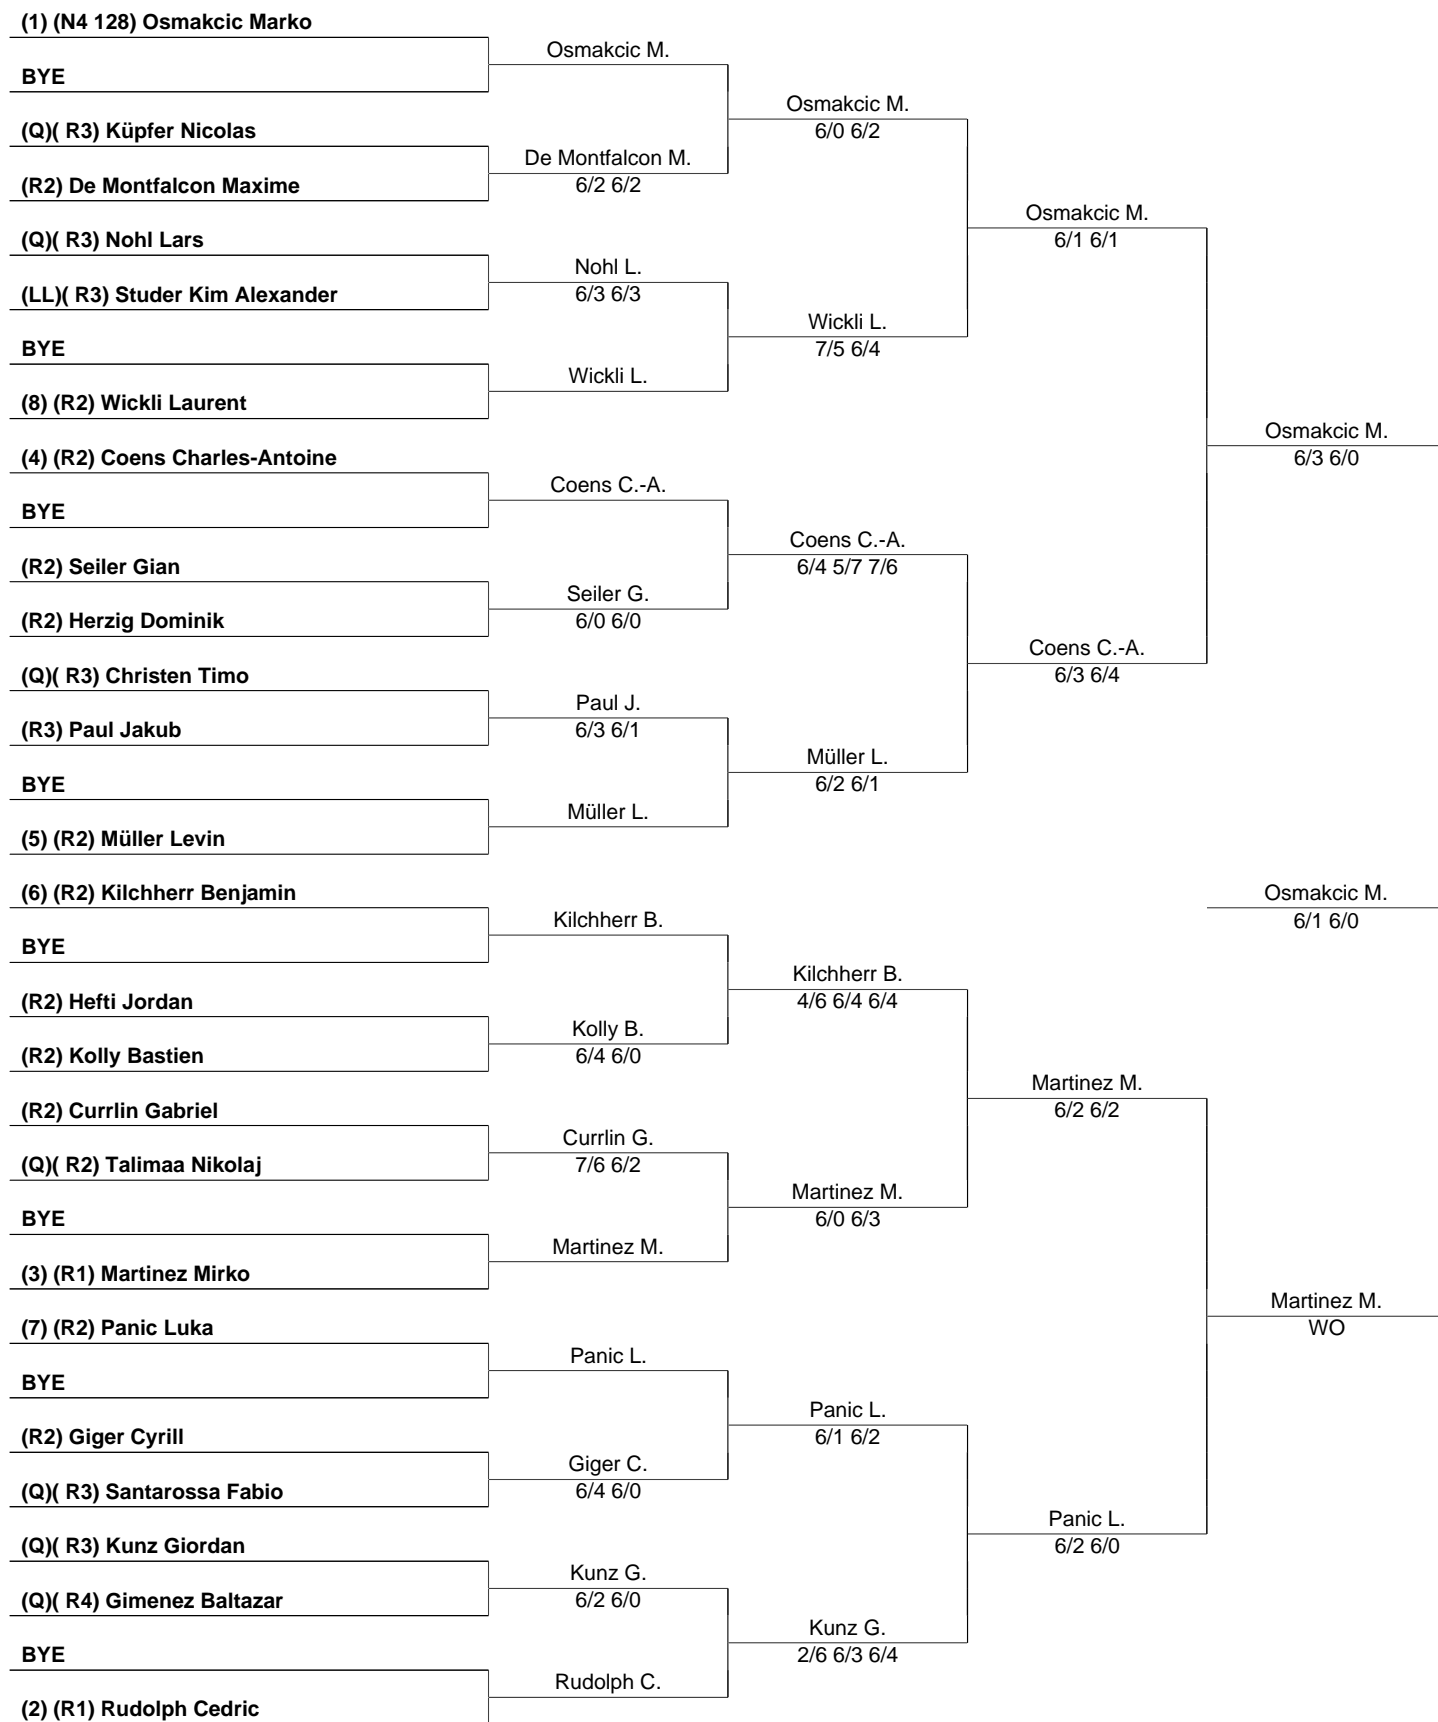 (1) (N4 128) Osmakcic Marko
Osmakcic M.
BYE
Osmakcic M.
6/0 6/2
(Q)( R3) Küpfer Nicolas
De Montfalcon M.
6/2 6/2
(R2) De Montfalcon Maxime
Osmakcic M.
6/1 6/1
(Q)( R3) Nohl Lars
Nohl L.
6/3 6/3
(LL)( R3) Studer Kim Alexander
Wickli L.
7/5 6/4
BYE
Wickli L.
(8) (R2) Wickli Laurent
Osmakcic M.
6/3 6/0
(4) (R2) Coens Charles-Antoine
Coens C.-A.
BYE
Coens C.-A.
6/4 5/7 7/6
(R2) Seiler Gian
Seiler G.
6/0 6/0
(R2) Herzig Dominik
Coens C.-A.
6/3 6/4
(Q)( R3) Christen Timo
Paul J.
6/3 6/1
(R3) Paul Jakub
Müller L.
6/2 6/1
BYE
Müller L.
(5) (R2) Müller Levin
(6) (R2) Kilchherr Benjamin
Osmakcic M.
6/1 6/0
Kilchherr B.
BYE
Kilchherr B.
4/6 6/4 6/4
(R2) Hefti Jordan
Kolly B.
6/4 6/0
(R2) Kolly Bastien
Martinez M.
6/2 6/2
(R2) Currlin Gabriel
Currlin G.
7/6 6/2
(Q)( R2) Talimaa Nikolaj
Martinez M.
6/0 6/3
BYE
Martinez M.
(3) (R1) Martinez Mirko
Martinez M.
WO
(7) (R2) Panic Luka
Panic L.
BYE
Panic L.
6/1 6/2
(R2) Giger Cyrill
Giger C.
6/4 6/0
(Q)( R3) Santarossa Fabio
Panic L.
6/2 6/0
(Q)( R3) Kunz Giordan
Kunz G.
6/2 6/0
(Q)( R4) Gimenez Baltazar
Kunz G.
2/6 6/3 6/4
BYE
Rudolph C.
(2) (R1) Rudolph Cedric